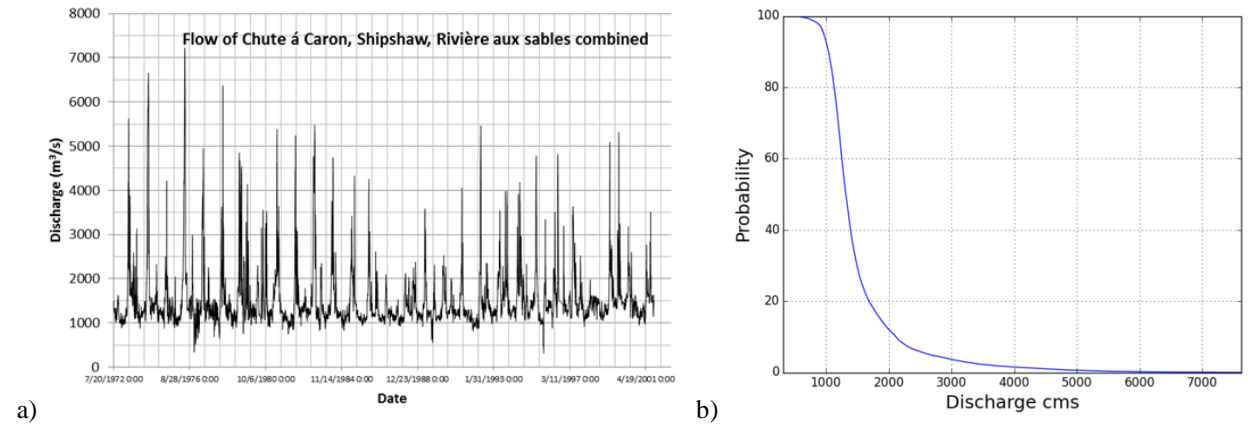 Flow of Chute á Caron, Shipshaw, Rivière aux sables combined
8000
7000
6000
5000
4000
3000
2000
1000
0
Discharge (m³/s)
7/20/1972 0:00 8/28/1976 0:00 10/6/1980 0:00 11/14/1984 0:00 12/23/1988 0:00 1/31/1993 0:00 3/11/1997 0:00 4/19/2001 0:00
Date
a)
100
80
60
40
20
0
Probability
1000 2000 3000 4000 5000 6000 7000
Discharge cms
b)